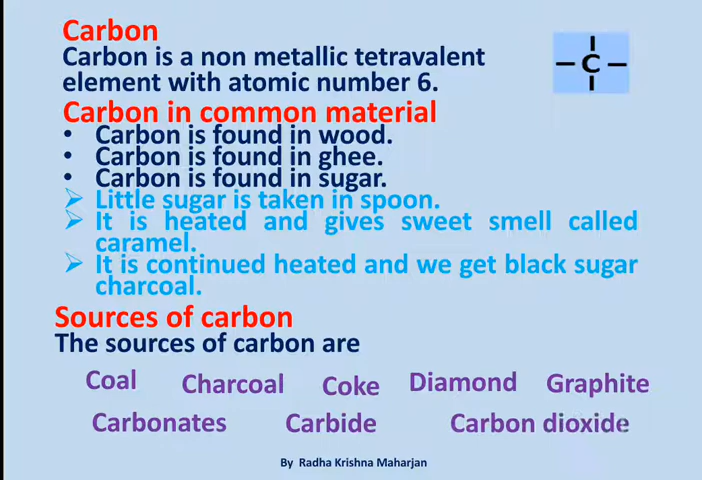 Carbon
Carbon is a non metallic tetravalent
element with atomic number 6.
C
Carbon in common material
• Carbon is found in wood.
• Carbon is found in ghee.
• Carbon is found in sugar.
➢ Little sugar is taken in spoon.
➢ It is heated and gives sweet smell called
caramel.
➢ It is continued heated and we get black sugar
charcoal.
Sources of carbon
The sources of carbon are
Coal Charcoal Coke Diamond Graphite
Carbonates Carbide Carbon dioxide
By Radha Krishna Maharjan